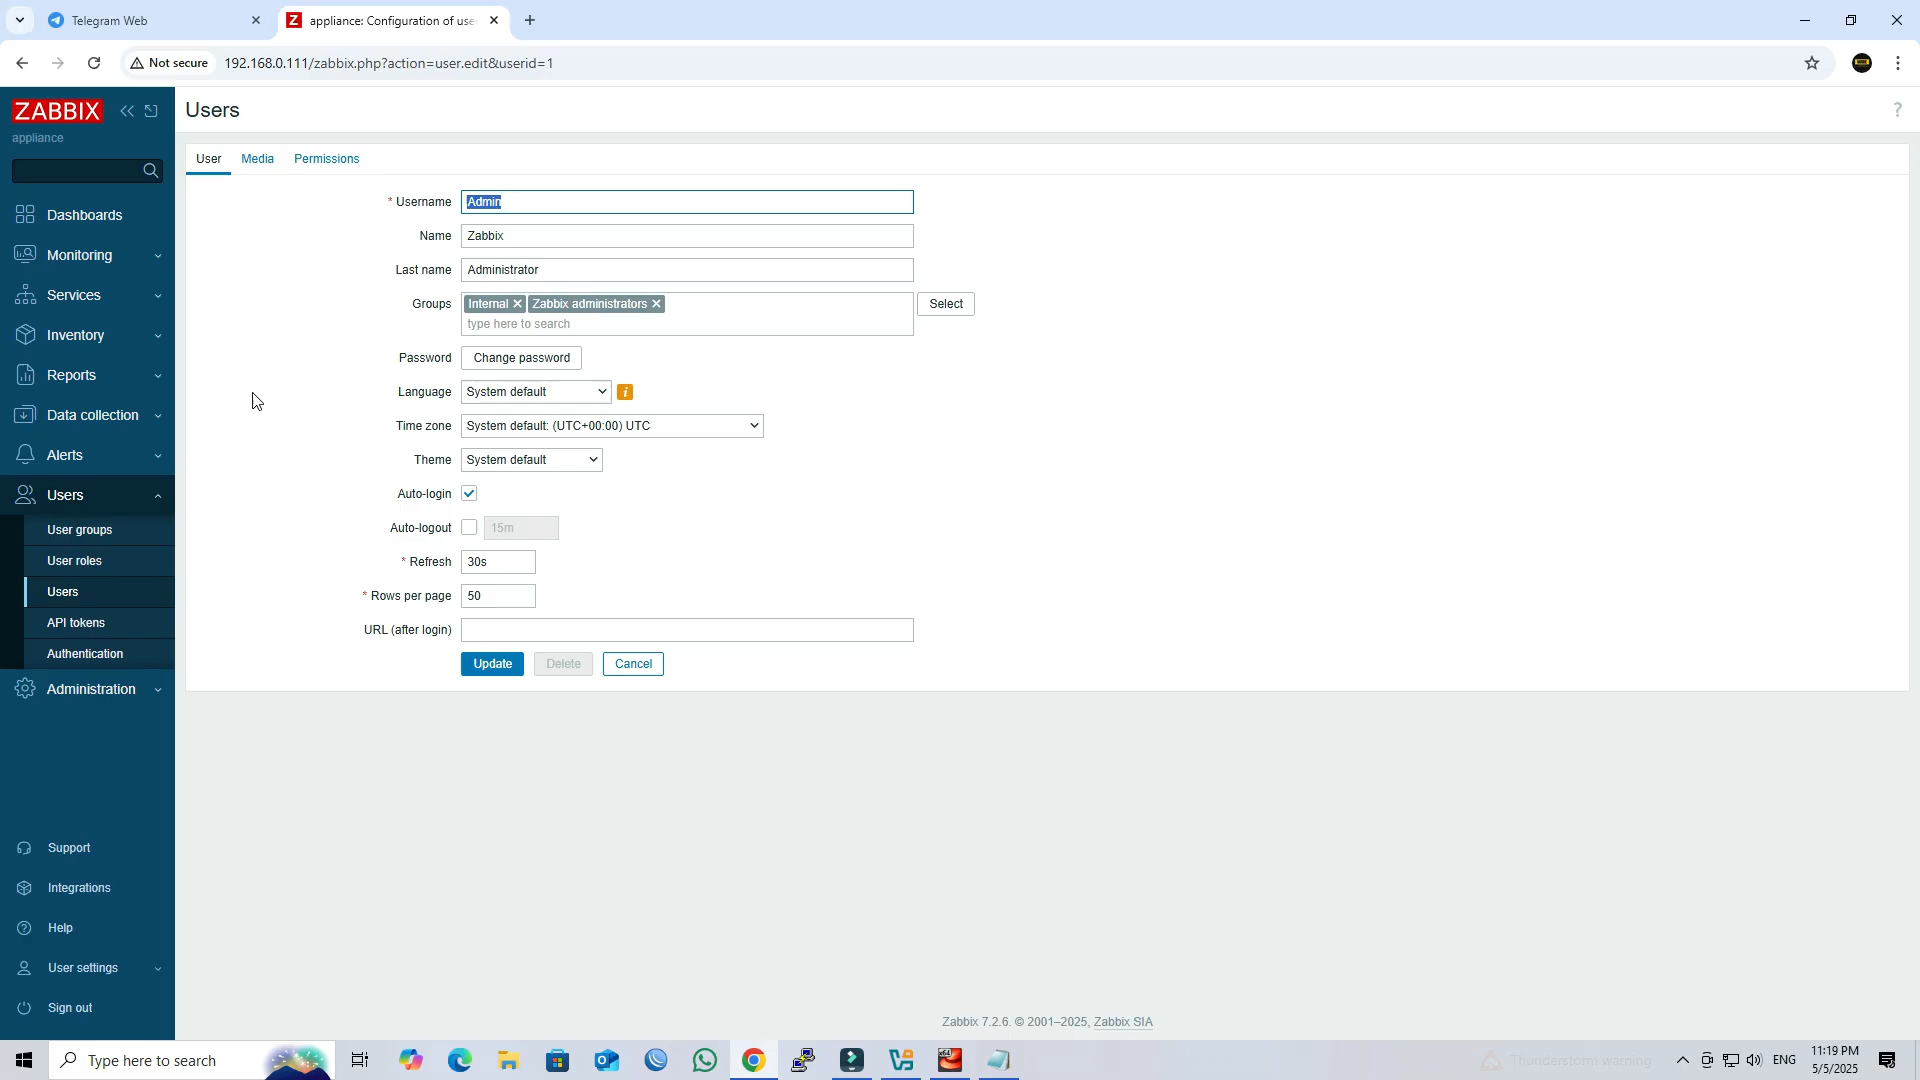 Telegram Web
appliance: Configuration of use
Not secure
192.168.0.111/zabbix.php?action=user.edit&userid=1
ZABBIX
appliance
Dashboards
Monitoring
Services
Inventory
Reports
Data collection
Alerts
Users
User groups
User roles
Users
API tokens
Authentication
Administration
Support
Integrations
Help
User settings
Sign out
Users
?
User Media Permissions
* Username Admin
Name Zabbix
Last name Administrator
Groups Internal Zabbix administrators Select
type here to search
Password Change password
Language System default i
Time zone System default: (UTC+00:00) UTC
Theme System default
Auto-login
Auto-logout 15m
* Refresh 30s
* Rows per page 50
URL (after login)
Update Delete Cancel
Zabbix 7.2.6. © 2001–2025, Zabbix SIA
Type here to search
Thunderstorm warning
ENG
11:19 PM
5/5/2025